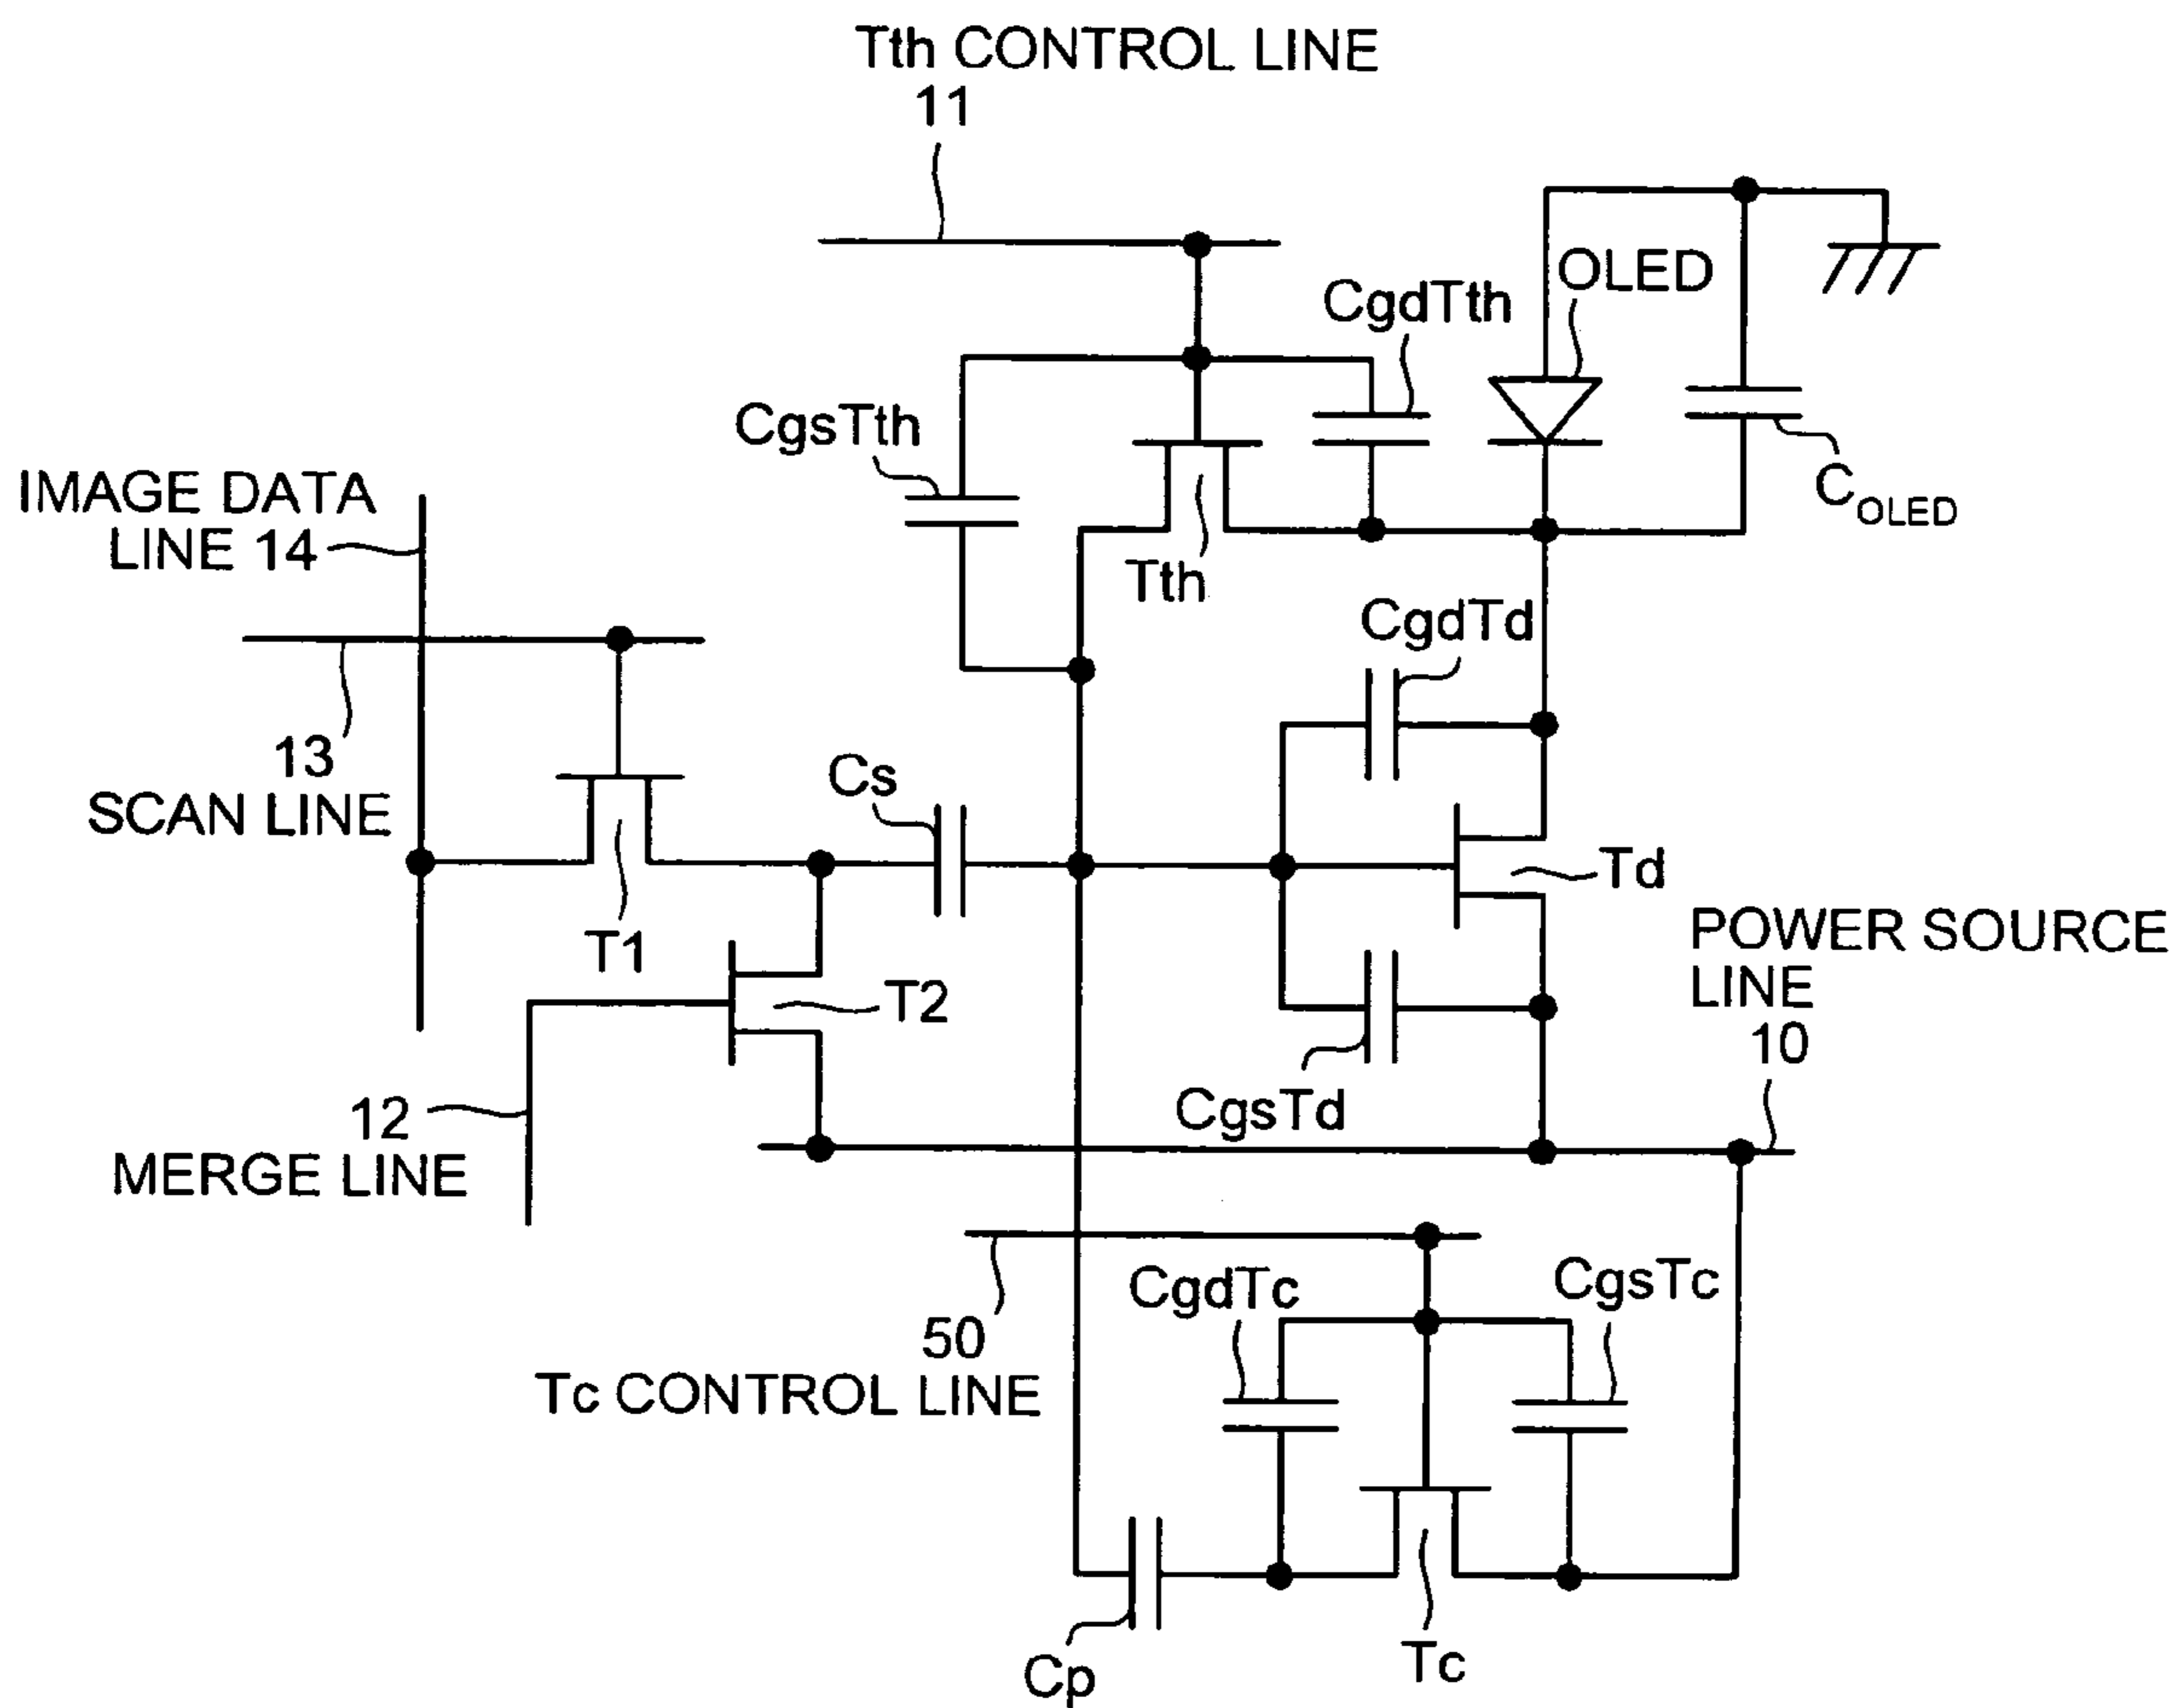 Tth CONTROL LINE
11
OLED
CgdTth
CgsTth
COLED
IMAGE DATA
LINE 14
Tth
CgdTd
13
SCAN LINE
Cs
Td
T1
POWER SOURCE
LINE
10
T2
CgsTd
12
MERGE LINE
CgdTc
CgsTc
50
Tc CONTROL LINE
Cp
Tc